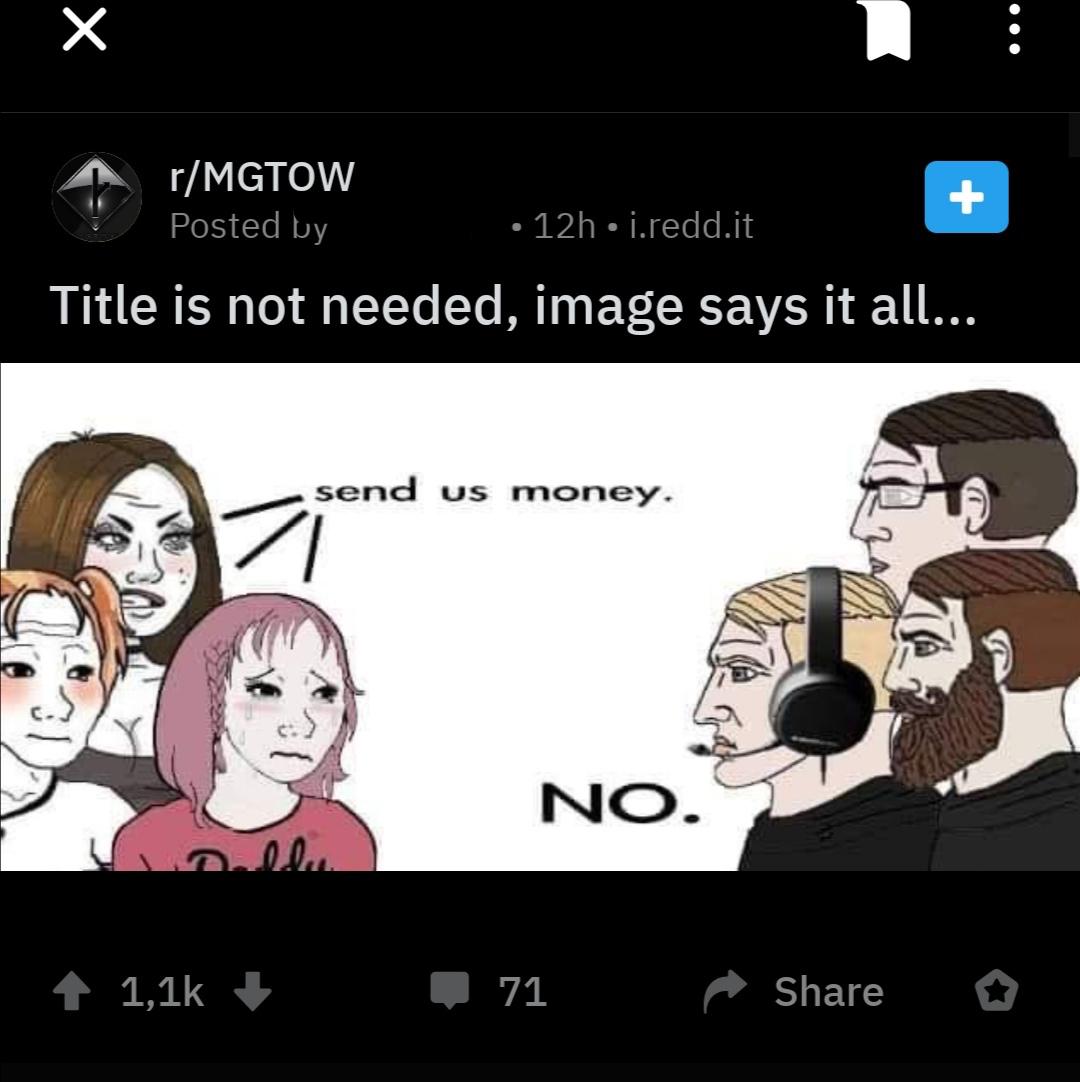 r/MGTOW
Posted by • 12h • i.redd.it
Title is not needed, image says it all...
send us money.
NO.
Daddy
1,1k 71 Share